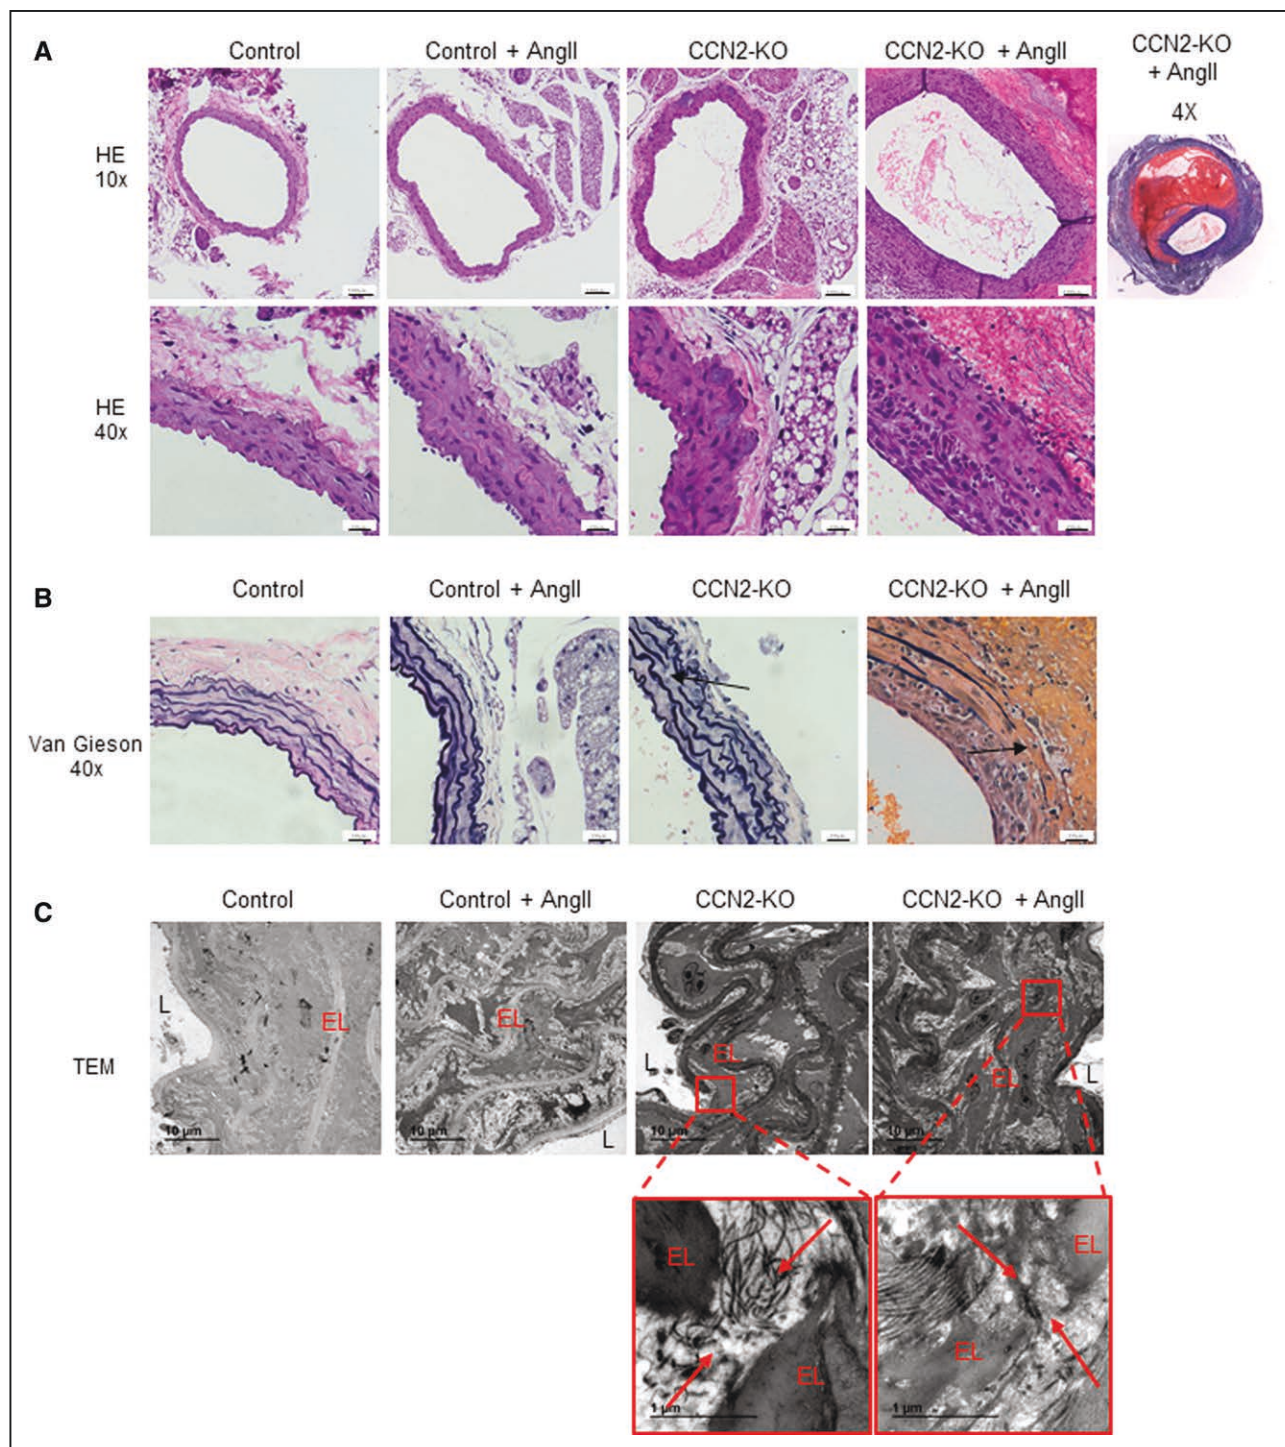 A
Control
Control + AngII
CCN2-KO
CCN2-KO + AngII
CCN2-KO
+ AngII
4X
HE
10x
HE
40x
B
Control
Control + AngII
CCN2-KO
CCN2-KO + AngII
Van Gieson
40x
C
Control
Control + AngII
CCN2-KO
CCN2-KO + AngII
TEM
L
EL
10 µm
EL
10 µm
L
L
EL
10 µm
EL
L
10 µm
EL
EL
1 µm
EL
EL
1 µm